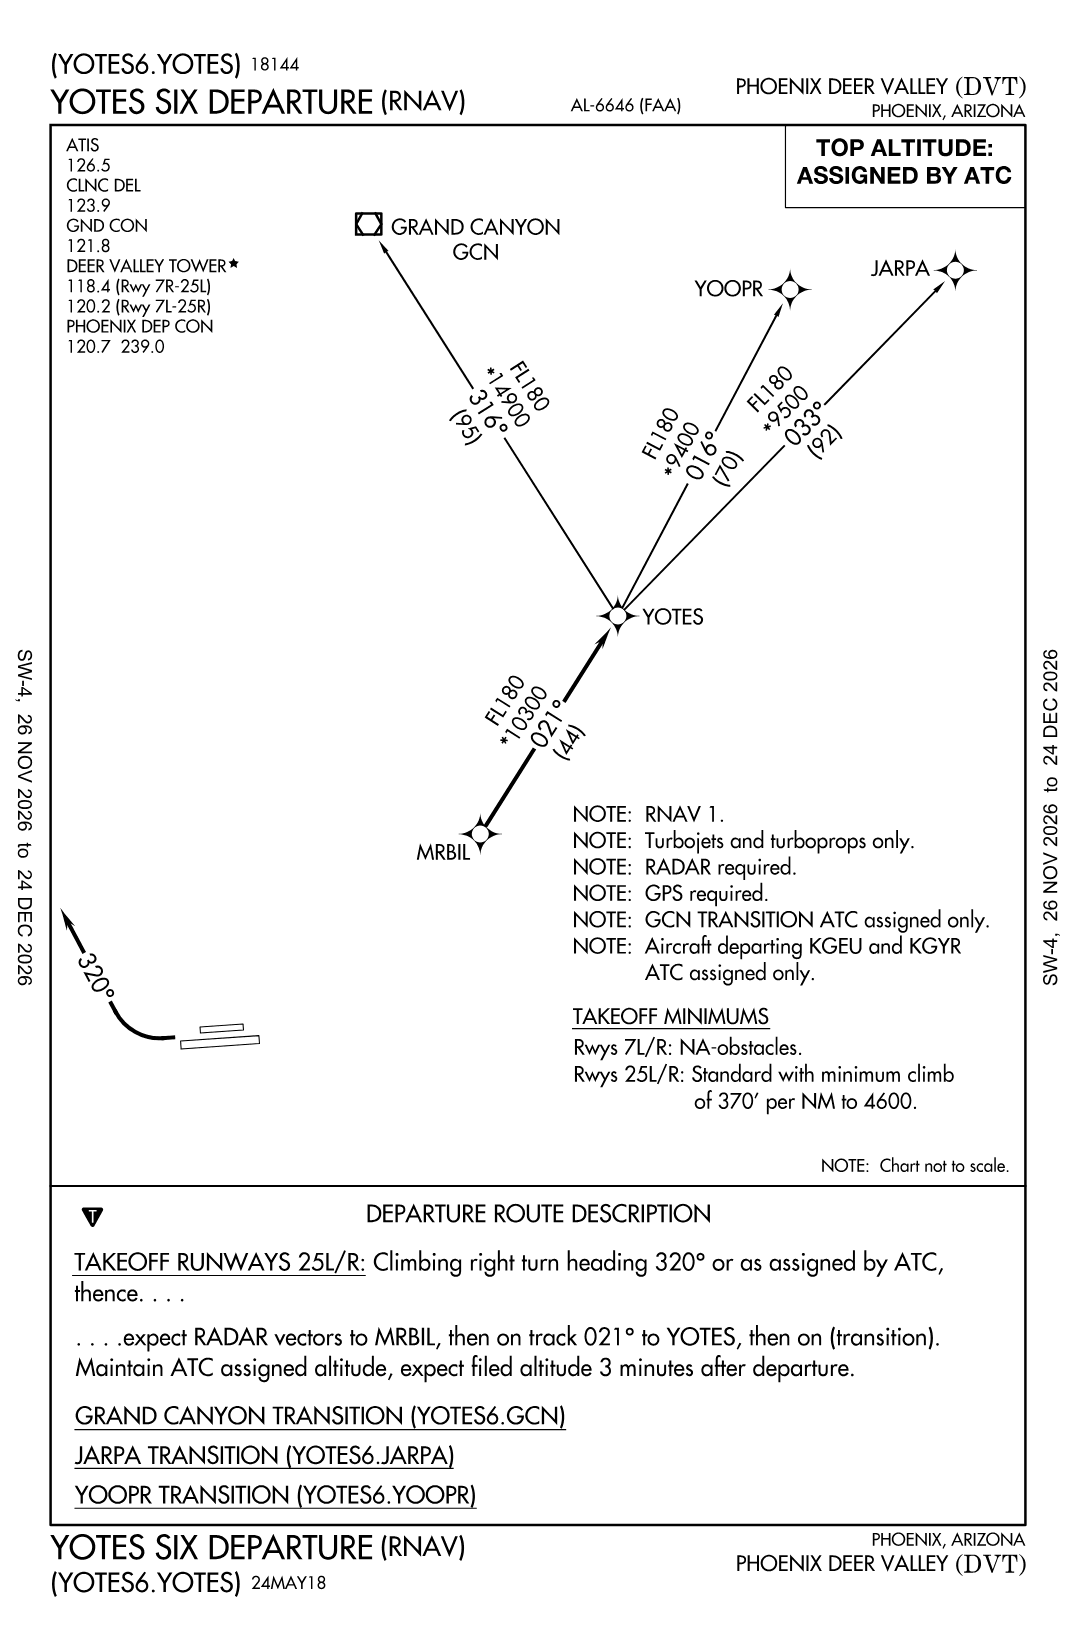 (YOTES6.YOTES) 18144
YOTES SIX DEPARTURE (RNAV)
AL-6646 (FAA)
PHOENIX DEER VALLEY (DVT)
PHOENIX, ARIZONA
ATIS
126.5
CLNC DEL
123.9
GND CON
121.8
DEER VALLEY TOWER★
118.4 (Rwy 7R-25L)
120.2 (Rwy 7L-25R)
PHOENIX DEP CON
120.7 239.0
TOP ALTITUDE:
ASSIGNED BY ATC
GRAND CANYON
GCN
YOOPR
JARPA
FL180
*14900
316°
(95)
FL180
*9400
016°
(70)
FL180
*9500
033°
(92)
YOTES
FL180
*10300
021°
(44)
MRBIL
320°
NOTE: RNAV 1.
NOTE: Turbojets and turboprops only.
NOTE: RADAR required.
NOTE: GPS required.
NOTE: GCN TRANSITION ATC assigned only.
NOTE: Aircraft departing KGEU and KGYR
ATC assigned only.
TAKEOFF MINIMUMS
Rwys 7L/R: NA-obstacles.
Rwys 25L/R: Standard with minimum climb
of 370' per NM to 4600.
NOTE: Chart not to scale.
SW-4, 26 NOV 2026 to 24 DEC 2026
SW-4, 26 NOV 2026 to 24 DEC 2026
T
DEPARTURE ROUTE DESCRIPTION
TAKEOFF RUNWAYS 25L/R: Climbing right turn heading 320° or as assigned by ATC,
thence. . . .
. . . .expect RADAR vectors to MRBIL, then on track 021° to YOTES, then on (transition).
Maintain ATC assigned altitude, expect filed altitude 3 minutes after departure.
GRAND CANYON TRANSITION (YOTES6.GCN)
JARPA TRANSITION (YOTES6.JARPA)
YOOPR TRANSITION (YOTES6.YOOPR)
YOTES SIX DEPARTURE (RNAV)
(YOTES6.YOTES) 24MAY18
PHOENIX, ARIZONA
PHOENIX DEER VALLEY (DVT)